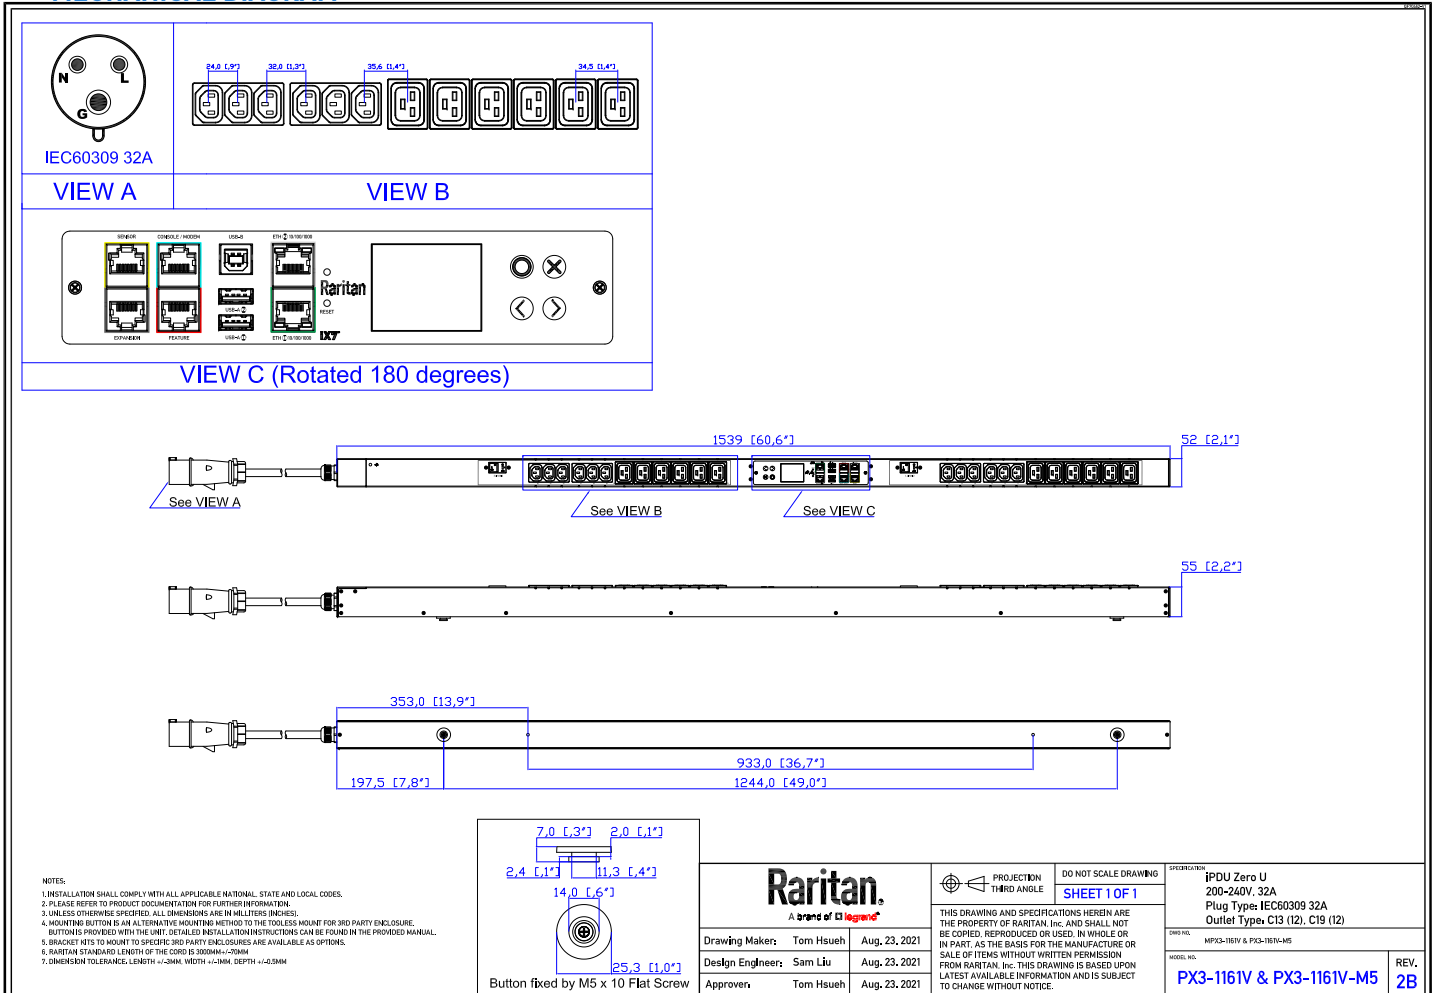 MECHANICAL DIAGRAM
N
L
G
IEC60309 32A
VIEW A
24,0 [,9"]
32,0 [1,3"]
35,6 [1,4"]
34,5 [1,4"]
VIEW B
SENSOR
CONSOLE / MODEM
USB-B
ETH 10/100/1000
Raritan
RESET
USB-A
EXPANSION
FEATURE
USB-A
ETH 10/100/1000
iX7
VIEW C (Rotated 180 degrees)
1539 [60,6"]
52 [2,1"]
See VIEW A
See VIEW B
See VIEW C
55 [2,2"]
353,0 [13,9"]
933,0 [36,7"]
197,5 [7,8"]
1244,0 [49,0"]
7,0 [,3"]
2,0 [,1"]
2,4 [,1"]
11,3 [,4"]
14,0 [,6"]
25,3 [1,0"]
Button fixed by M5 x 10 Flat Screw
NOTES:
1. INSTALLATION SHALL COMPLY WITH ALL APPLICABLE NATIONAL, STATE AND LOCAL CODES.
2. PLEASE REFER TO PRODUCT DOCUMENTATION FOR FURTHER INFORMATION.
3. UNLESS OTHERWISE SPECIFIED, ALL DIMENSIONS ARE IN MILLITERS (INCHES).
4. MOUNTING BUTTON IS AN ALTERNATIVE MOUNTING METHOD TO THE TOOLESS MOUNT FOR 3RD PARTY ENCLOSURE.
BUTTON IS PROVIDED WITH THE UNIT. DETAILED INSTALLATION INSTRUCTIONS CAN BE FOUND IN THE PROVIDED MANUAL.
5. BRACKET KITS TO MOUNT TO SPECIFIC 3RD PARTY ENCLOSURES ARE AVAILABLE AS OPTIONS.
6. RARITAN STANDARD LENGTH OF THE CORD IS 3000MM+/-70MM
7. DIMENSION TOLERANCE: LENGTH +/-3MM, WIDTH +/-1MM, DEPTH +/-0.5MM
Raritan.
A brand of legrand
Drawing Maker: Tom Hsueh Aug. 23. 2021
Design Engineer: Sam Liu Aug. 23. 2021
Approver: Tom Hsueh Aug. 23. 2021
PROJECTION
THIRD ANGLE
DO NOT SCALE DRAWING
SHEET 1 OF 1
THIS DRAWING AND SPECIFICATIONS HEREIN ARE
THE PROPERTY OF RARITAN, Inc. AND SHALL NOT
BE COPIED, REPRODUCED OR USED, IN WHOLE OR
IN PART, AS THE BASIS FOR THE MANUFACTURE OR
SALE OF ITEMS WITHOUT WRITTEN PERMISSION
FROM RARITAN, Inc. THIS DRAWING IS BASED UPON
LATEST AVAILABLE INFORMATION AND IS SUBJECT
TO CHANGE WITHOUT NOTICE.
SPECIFICATION
iPDU Zero U
200-240V, 32A
Plug Type: IEC60309 32A
Outlet Type: C13 (12), C19 (12)
DWG NO.
MPX3-1161V & PX3-1161V-M5
MODEL NO.
PX3-1161V & PX3-1161V-M5
REV.
2B